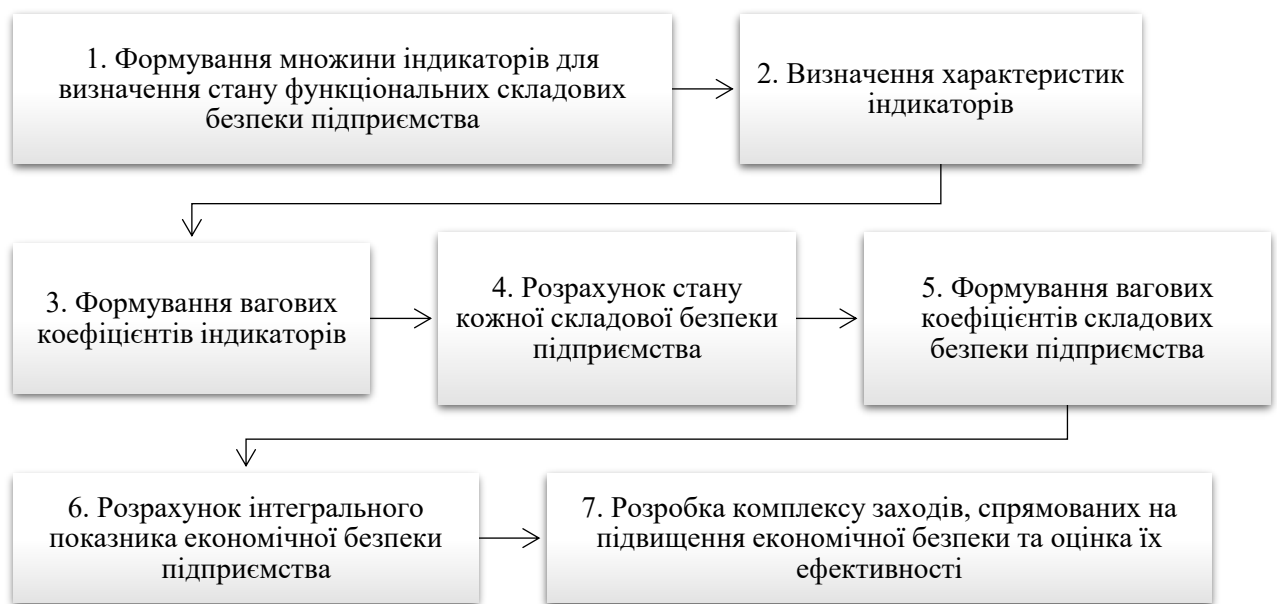 1. Формування множини індикаторів для
визначення стану функціональних складових
безпеки підприємства
2. Визначення характеристик
індикаторів
3. Формування вагових
коефіцієнтів індикаторів
4. Розрахунок стану
кожної складової безпеки
підприємства
5. Формування вагових
коефіцієнтів складових
безпеки підприємства
6. Розрахунок інтегрального
показника економічної безпеки
підприємства
7. Розробка комплексу заходів, спрямованих на
підвищення економічної безпеки та оцінка їх
ефективності